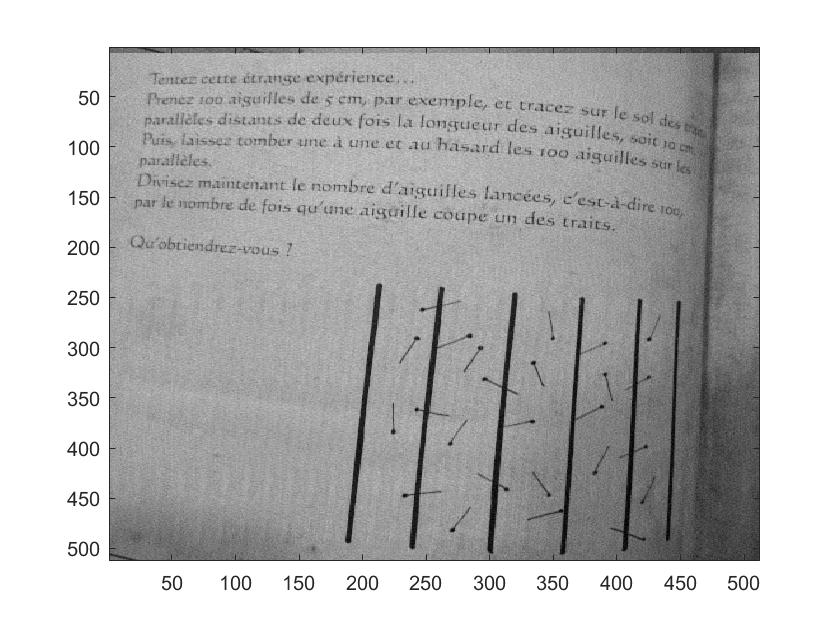 Tentez cette étrange expérience…
Prenez 100 aiguilles de 5 cm, par exemple, et tracez sur le sol des traits
parallèles distants de deux fois la longueur des aiguilles, soit 10 cm.
Puis, laissez tomber une à une et au hasard les 100 aiguilles sur les
parallèles.
Divisez maintenant le nombre d'aiguilles lancées, c'est-à-dire 100,
par le nombre de fois qu'une aiguille coupe un des traits.
Qu'obtiendrez-vous ?
50
100
150
200
250
300
350
400
450
500
50 100 150 200 250 300 350 400 450 500